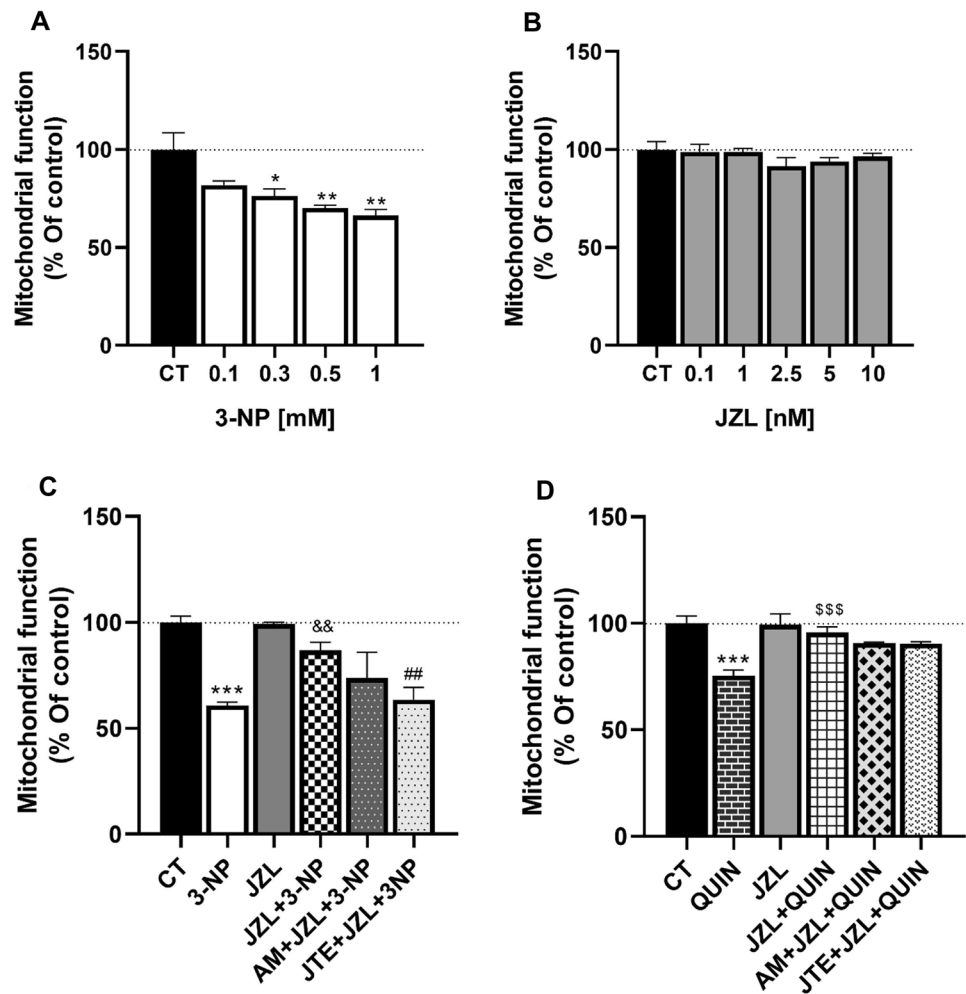 A
Mitochondrial function
(% Of control)
150
100
50
0
*
**
**
CT 0.1 0.3 0.5 1
3-NP [mM]
B
Mitochondrial function
(% Of control)
150
100
50
0
CT 0.1 1 2.5 5 10
JZL [nM]
C
Mitochondrial function
(% Of control)
150
100
50
0
***
&&
##
CT
3-NP
JZL
JZL+3-NP
AM+JZL+3-NP
JTE+JZL+3NP
D
Mitochondrial function
(% Of control)
150
100
50
0
***
$$$
CT
QUIN
JZL
JZL+QUIN
AM+JZL+QUIN
JTE+JZL+QUIN